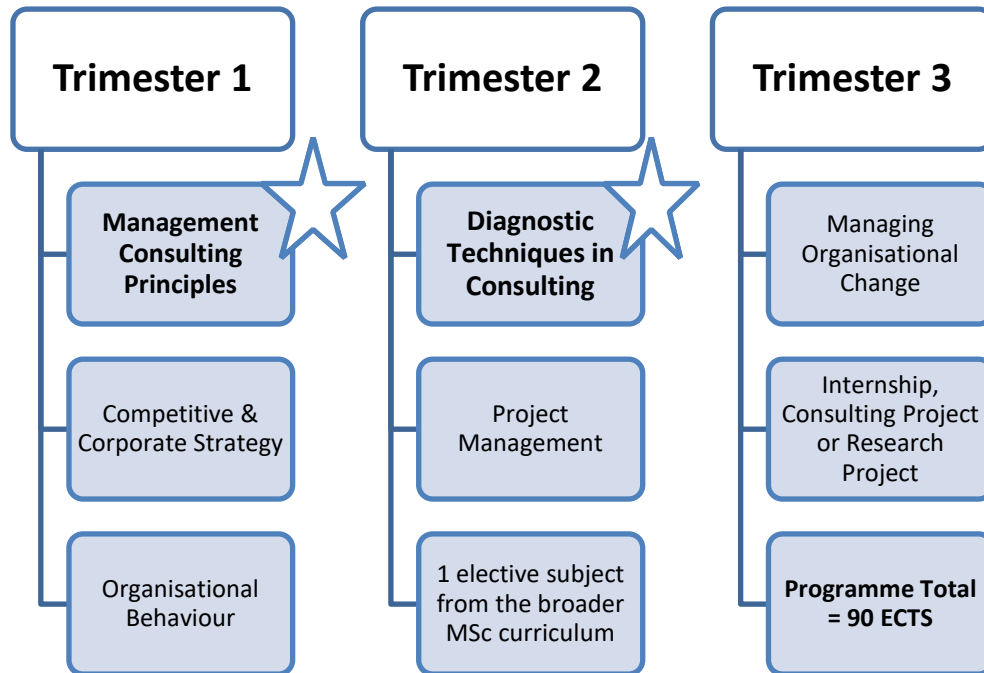 Trimester 1
Management
Consulting
Principles
Competitive &
Corporate Strategy
Organisational
Behaviour
Trimester 2
Diagnostic
Techniques in
Consulting
Project
Management
1 elective subject
from the broader
MSc curriculum
Trimester 3
Managing
Organisational
Change
Internship,
Consulting Project
or Research
Project
Programme Total
= 90 ECTS